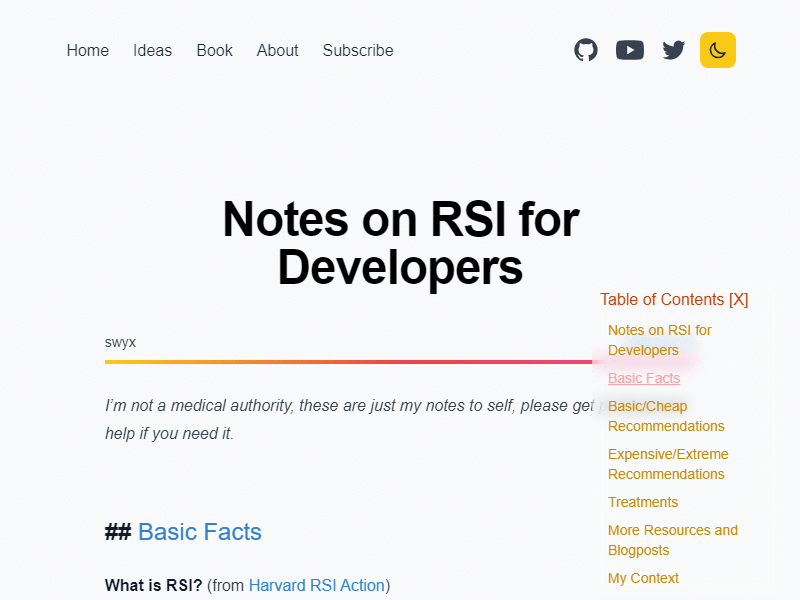 Home Ideas Book About Subscribe
Notes on RSI for
Developers
swyx
I'm not a medical authority, these are just my notes to self, please get
help if you need it.
## Basic Facts
What is RSI? (from Harvard RSI Action)
Table of Contents [X]
Notes on RSI for
Developers
Basic Facts
Basic/Cheap
Recommendations
Expensive/Extreme
Recommendations
Treatments
More Resources and
Blogposts
My Context